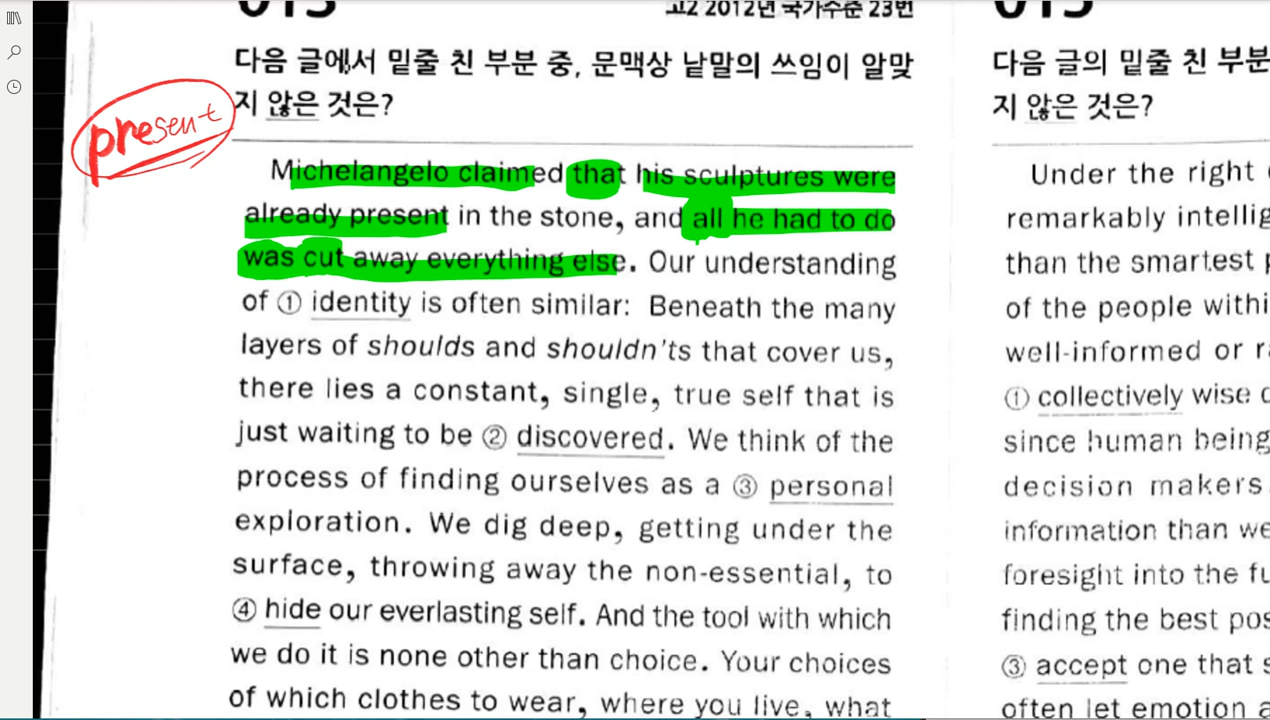 고2 2012년 국가수준 23번
다음 글에서 밑줄 친 부분 중, 문맥상 낱말의 쓰임이 알맞
지 않은 것은?
present
Michelangelo claimed that his sculptures were
already present in the stone, and all he had to do
was cut away everything else. Our understanding
of ① identity is often similar: Beneath the many
layers of shoulds and shouldn'ts that cover us,
there lies a constant, single, true self that is
just waiting to be ② discovered. We think of the
process of finding ourselves as a ③ personal
exploration. We dig deep, getting under the
surface, throwing away the non-essential, to
④ hide our everlasting self. And the tool with which
we do it is none other than choice. Your choices
of which clothes to wear, where you live, what
다음 글의 밑줄 친 부분
지 않은 것은?
Under the right
remarkably intellig
than the smartest
of the people withi
well-informed or
① collectively wise
since human being
decision makers.
information than we
foresight into the fu
finding the best pos
③ accept one that s
often let emotion a